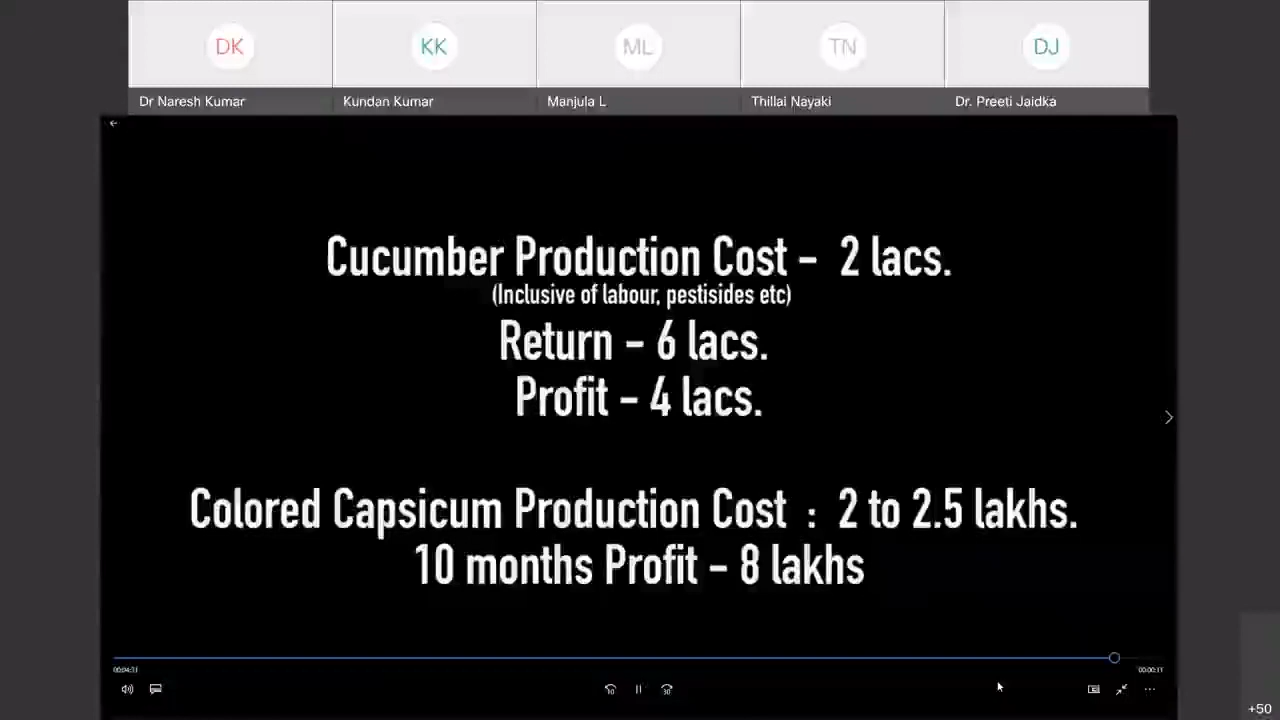 DK
KK
ML
TN
DJ
Dr Naresh Kumar
Kundan Kumar
Manjula L
Thillai Nayaki
Dr. Preeti Jaidka
Cucumber Production Cost - 2 lacs.
(Inclusive of labour, pestisides etc)
Return - 6 lacs.
Profit - 4 lacs.
Colored Capsicum Production Cost : 2 to 2.5 lakhs.
10 months Profit - 8 lakhs
10
30
+50